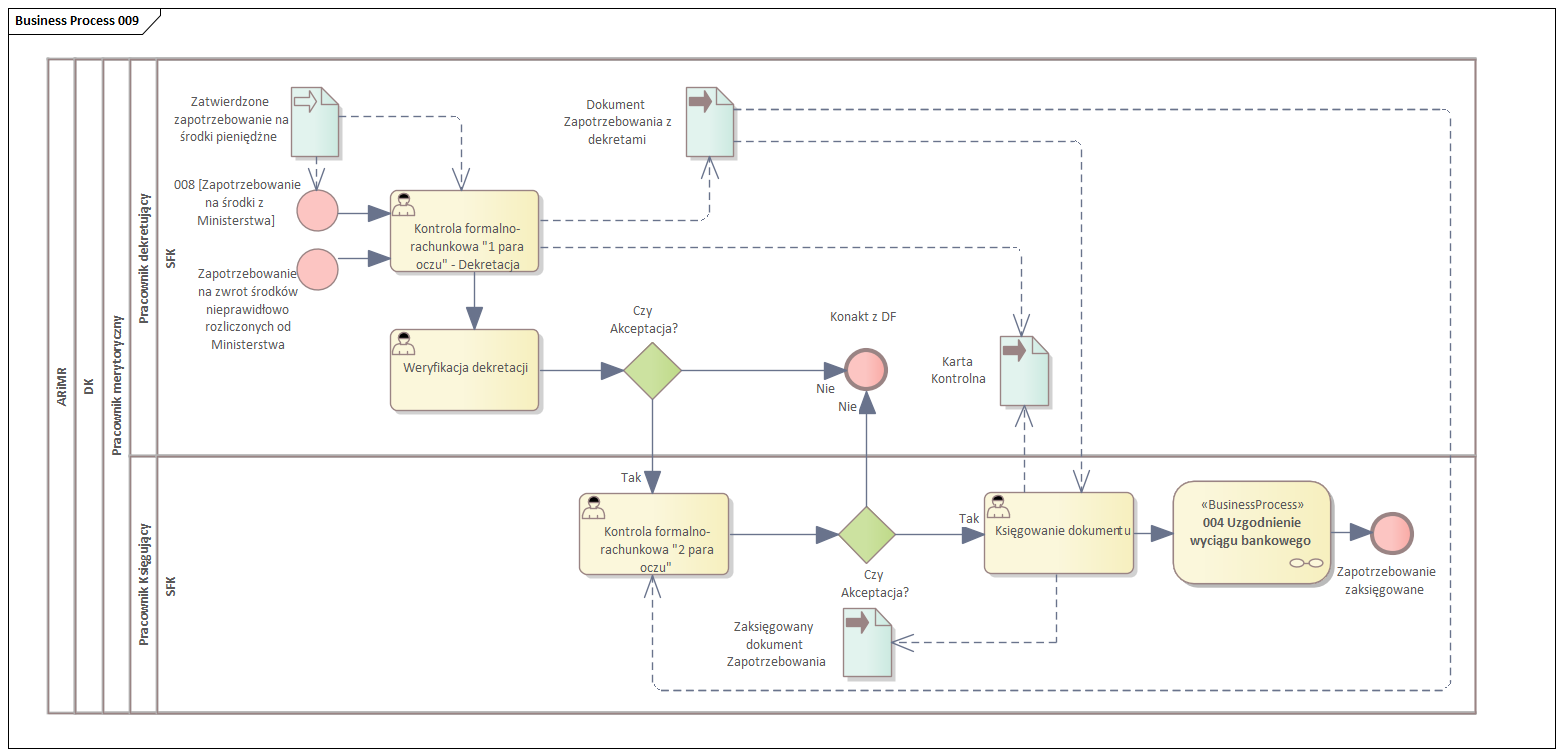 Business Process 009
ARiMR
DK
Pracownik merytoryczny
Pracownik dekretujący
SFK
Zatwierdzone
zapotrzebowanie na
środki pieniędżne
Dokument
Zapotrzebowania z
dekretami
008 [Zapotrzebowanie
na środki z
Ministerstwa]
Kontrola formalno-
rachunkowa "1 para
oczu" - Dekretacja
Zapotrzebowanie
na zwrot środków
nieprawidłowo
rozliczonych od
Ministerstwa
Weryfikacja dekretacji
Czy
Akceptacja?
Konakt z DF
Nie
Nie
Karta
Kontrolna
Tak
Pracownik Księgujący
SFK
Kontrola formalno-
rachunkowa "2 para
oczu"
Czy
Akceptacja?
Tak
Księgowanie dokumentu
«BusinessProcess»
004 Uzgodnienie
wyciągu bankowego
Zapotrzebowanie
zaksięgowane
Zaksięgowany
dokument
Zapotrzebowania